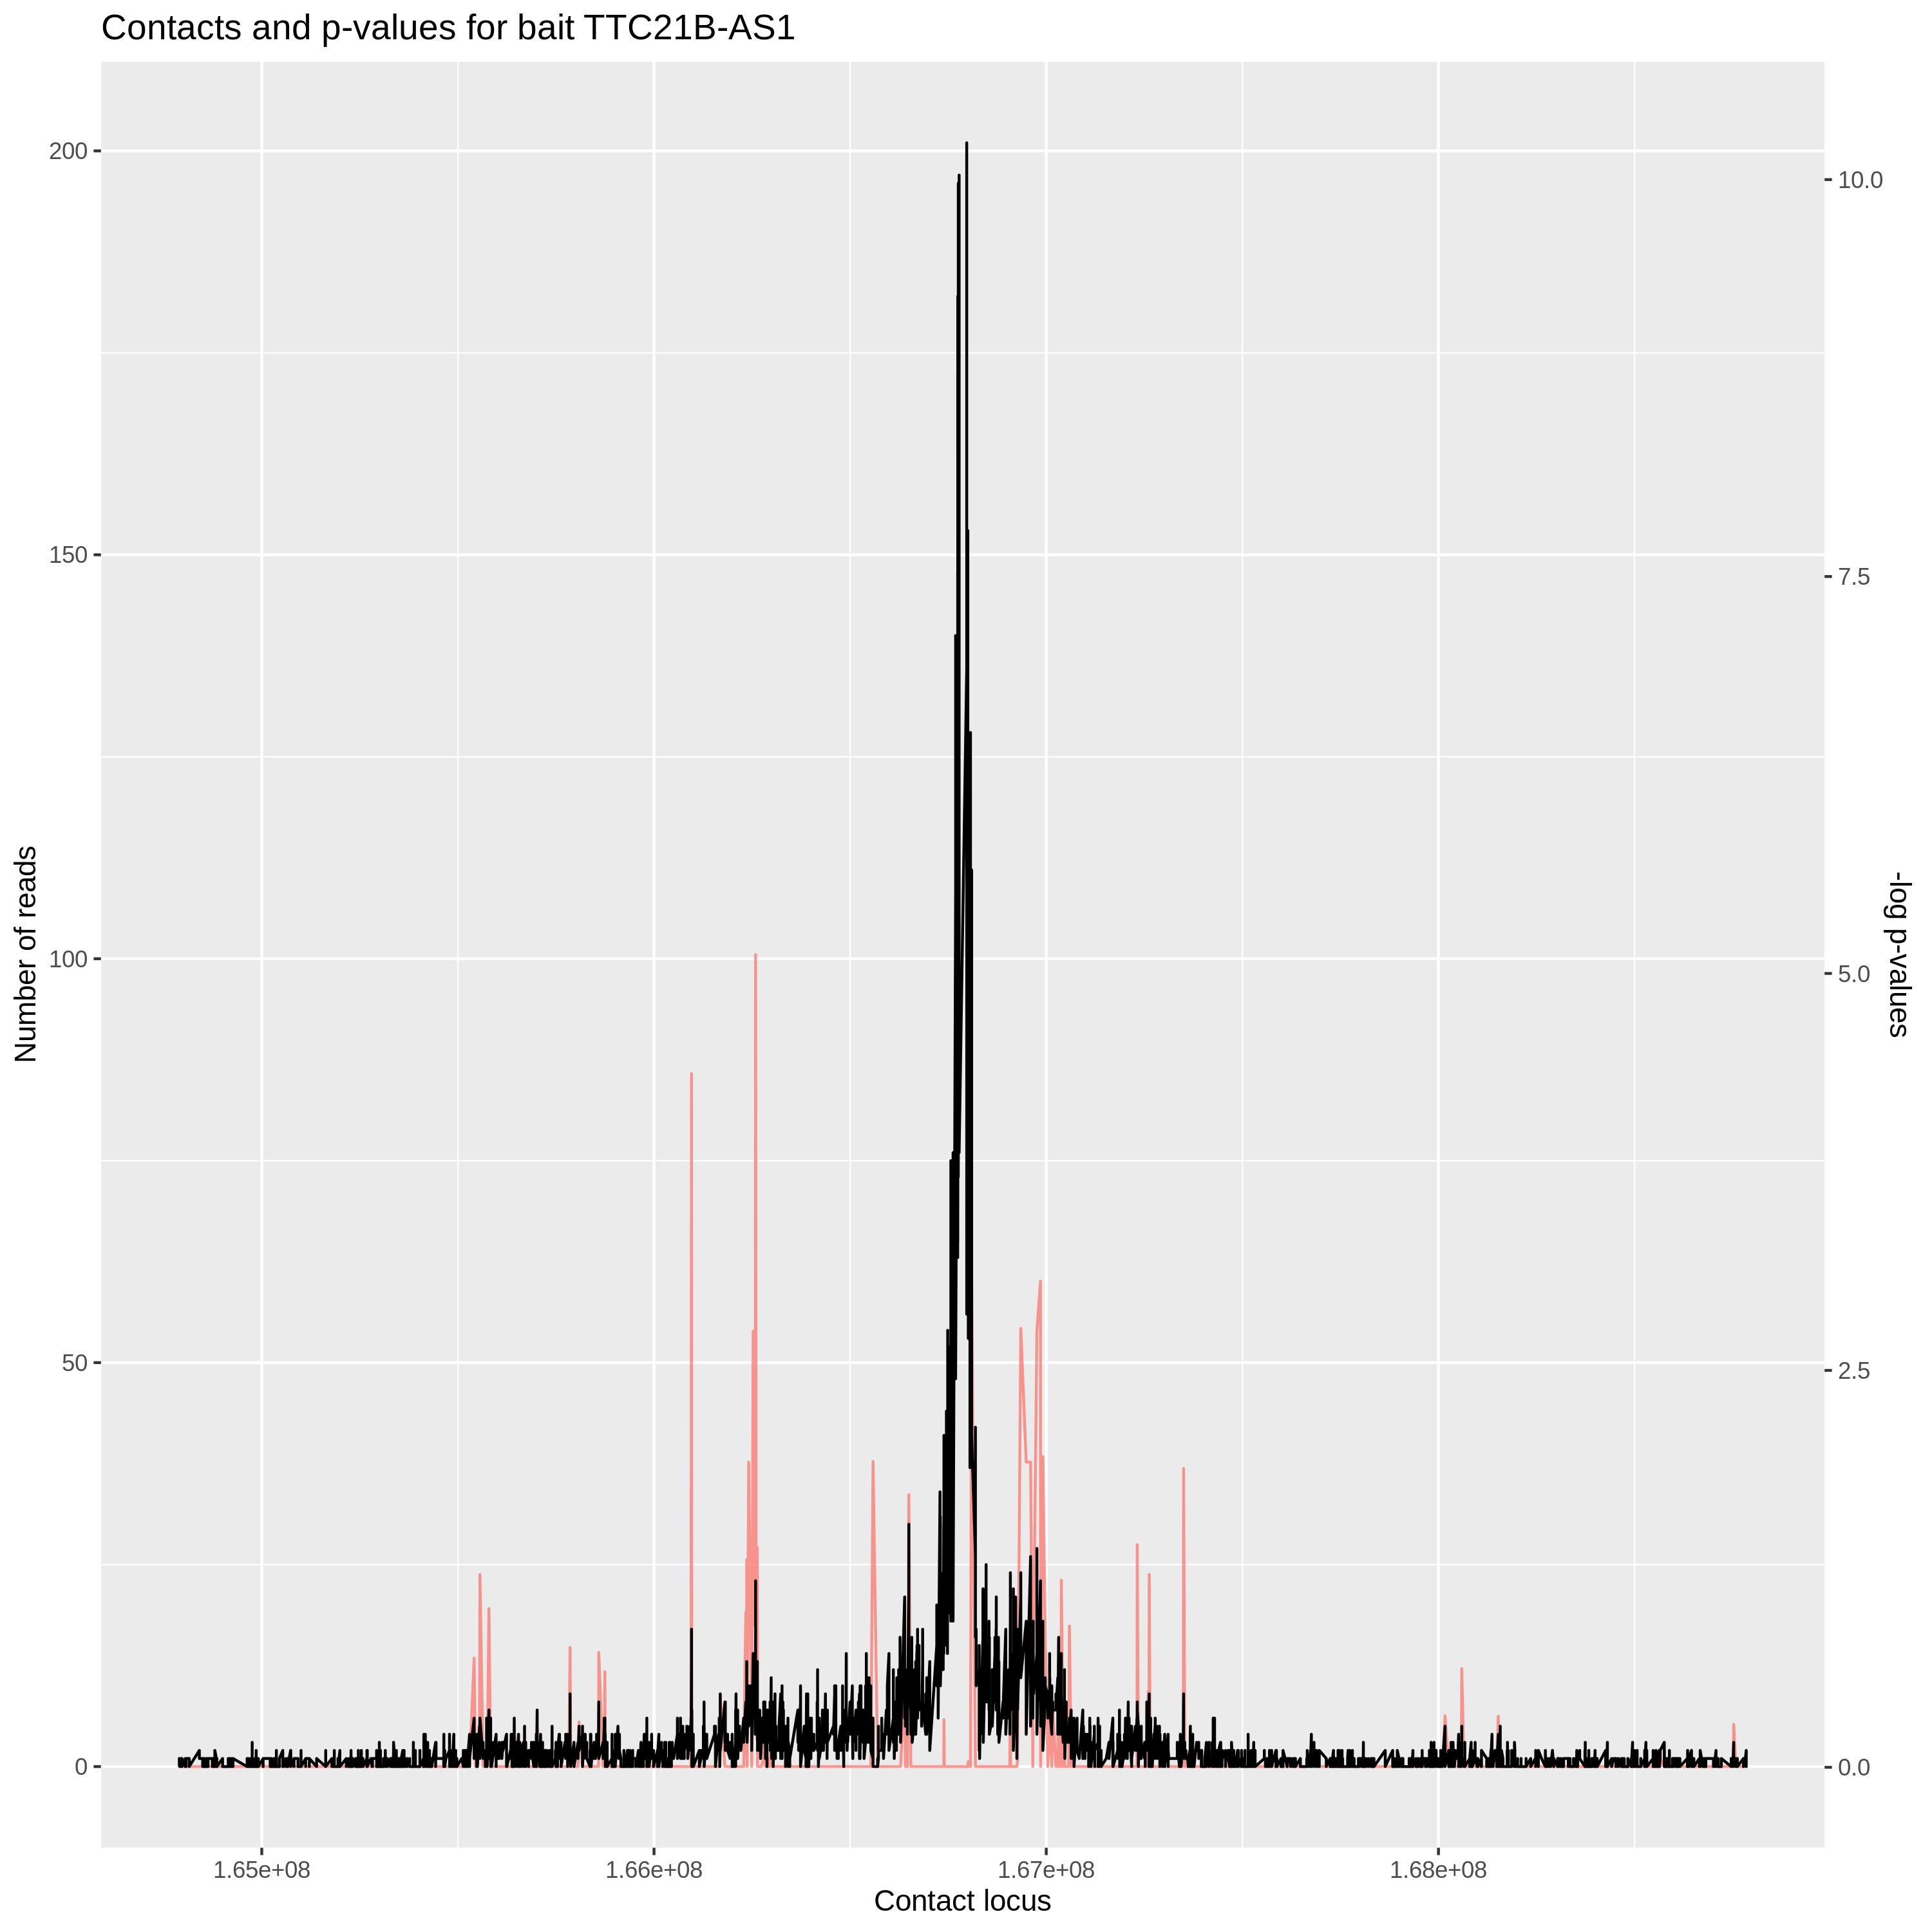 Contacts and p-values for bait TTC21B-AS1
200
150
100
50
0
Number of reads
10.0
7.5
5.0
2.5
0.0
-log p-values
1.65e+08
1.66e+08
1.67e+08
1.68e+08
Contact locus